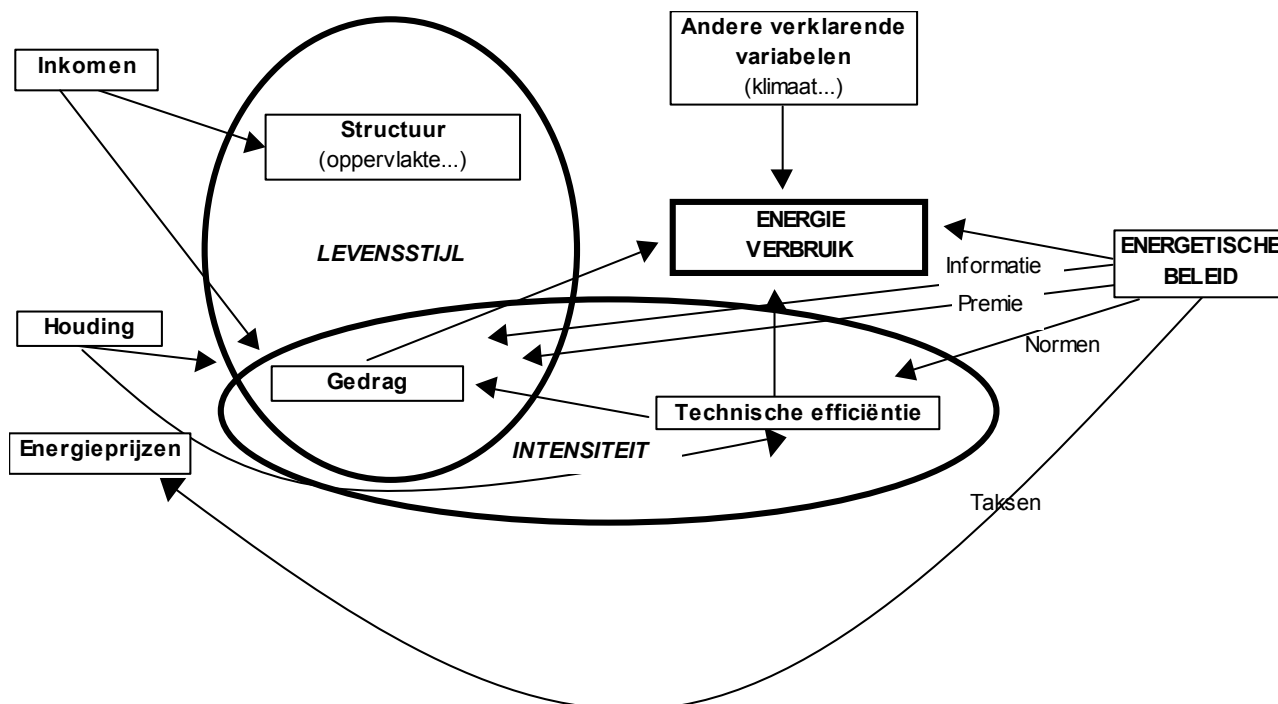 Andere verklarende
variabelen
(klimaat...)
Inkomen
Structuur
(oppervlakte...)
ENERGIE
VERBRUIK
LEVENSSTIJL
ENERGETISCHE
BELEID
Informatie
Premie
Houding
Normen
Gedrag
Technische efficiëntie
Energieprijzen
INTENSITEIT
Taksen